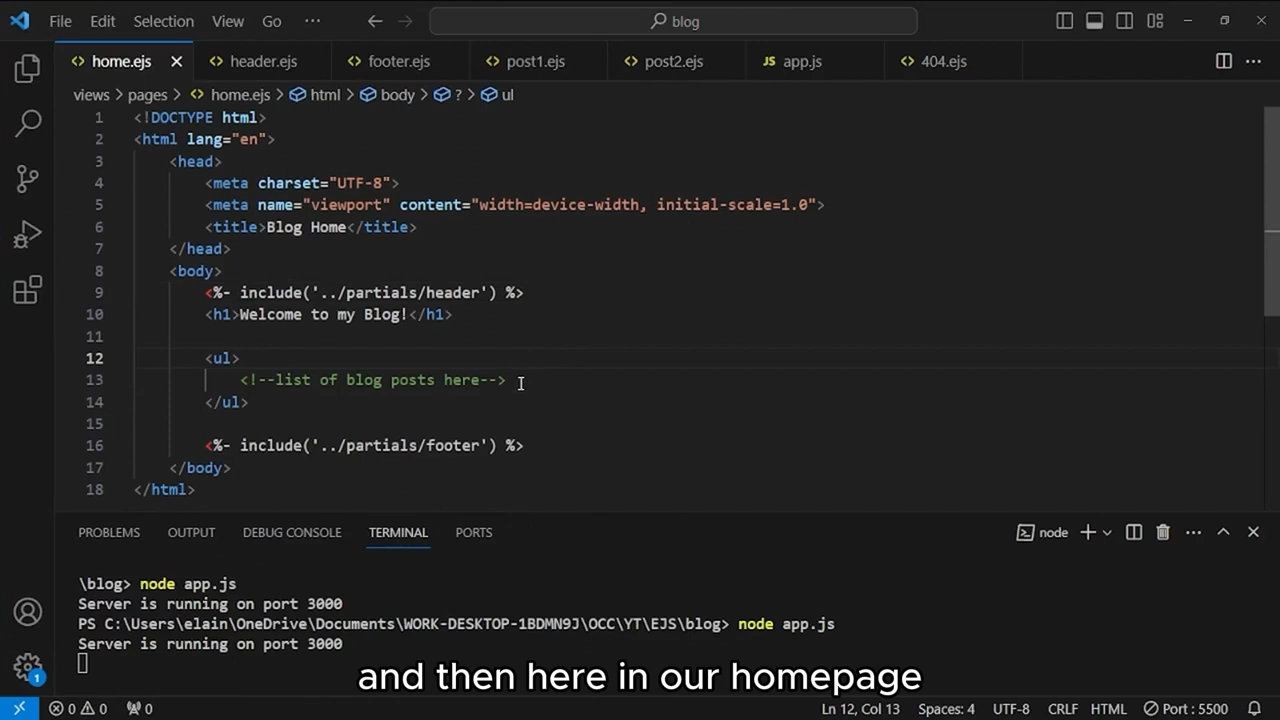 File Edit Selection View Go ··· blog
home.ejs header.ejs footer.ejs post1.ejs post2.ejs JS app.js 404.ejs
views > pages > home.ejs > html > body > ? > ul
1 <!DOCTYPE html>
2 <html lang="en">
3 <head>
4 <meta charset="UTF-8">
5 <meta name="viewport" content="width=device-width, initial-scale=1.0">
6 <title>Blog Home</title>
7 </head>
8 <body>
9 <%- include('../partials/header') %>
10 <h1>Welcome to my Blog!</h1>
11
12 <ul>
13 <!--list of blog posts here-->
14 </ul>
15
16 <%- include('../partials/footer') %>
17 </body>
18 </html>
PROBLEMS OUTPUT DEBUG CONSOLE TERMINAL PORTS node
\blog> node app.js
Server is running on port 3000
PS C:\Users\elain\OneDrive\Documents\WORK-DESKTOP-1BDMN9J\OCC\YT\EJS\blog> node app.js
Server is running on port 3000
and then here in our homepage
1
0 0 0 Ln 12, Col 13 Spaces: 4 UTF-8 CRLF HTML Port : 5500